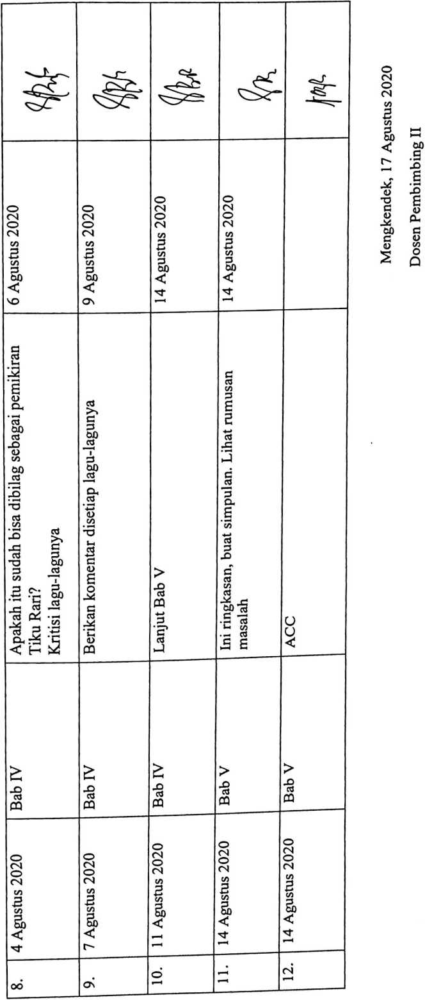 8.
4 Agustus 2020
Bab IV
Apakah itu sudah bisa dibilag sebagai pemikiran
Tiku Rari?
Kritisi lagu-lagunya
6 Agustus 2020
9.
7 Agustus 2020
Bab IV
Berikan komentar disetiap lagu-lagunya
9 Agustus 2020
10.
11 Agustus 2020
Bab IV
Lanjut Bab V
14 Agustus 2020
11.
14 Agustus 2020
Bab V
Ini ringkasan, buat simpulan. Lihat rumusan
masalah
14 Agustus 2020
12.
14 Agustus 2020
Bab V
ACC
Mengkendek, 17 Agustus 2020
Dosen Pembimbing II